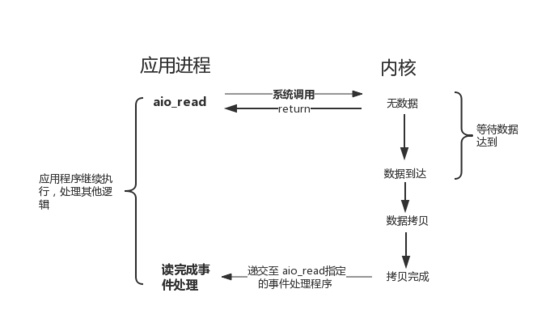 应用进程
内核
aio_read
系统调用
return
无数据
等待数据
达到
数据到达
应用程序继续执
行，处理其他逻
辑
数据拷贝
读完成事
件处理
递交至 aio_read指定
的事件处理程序
拷贝完成